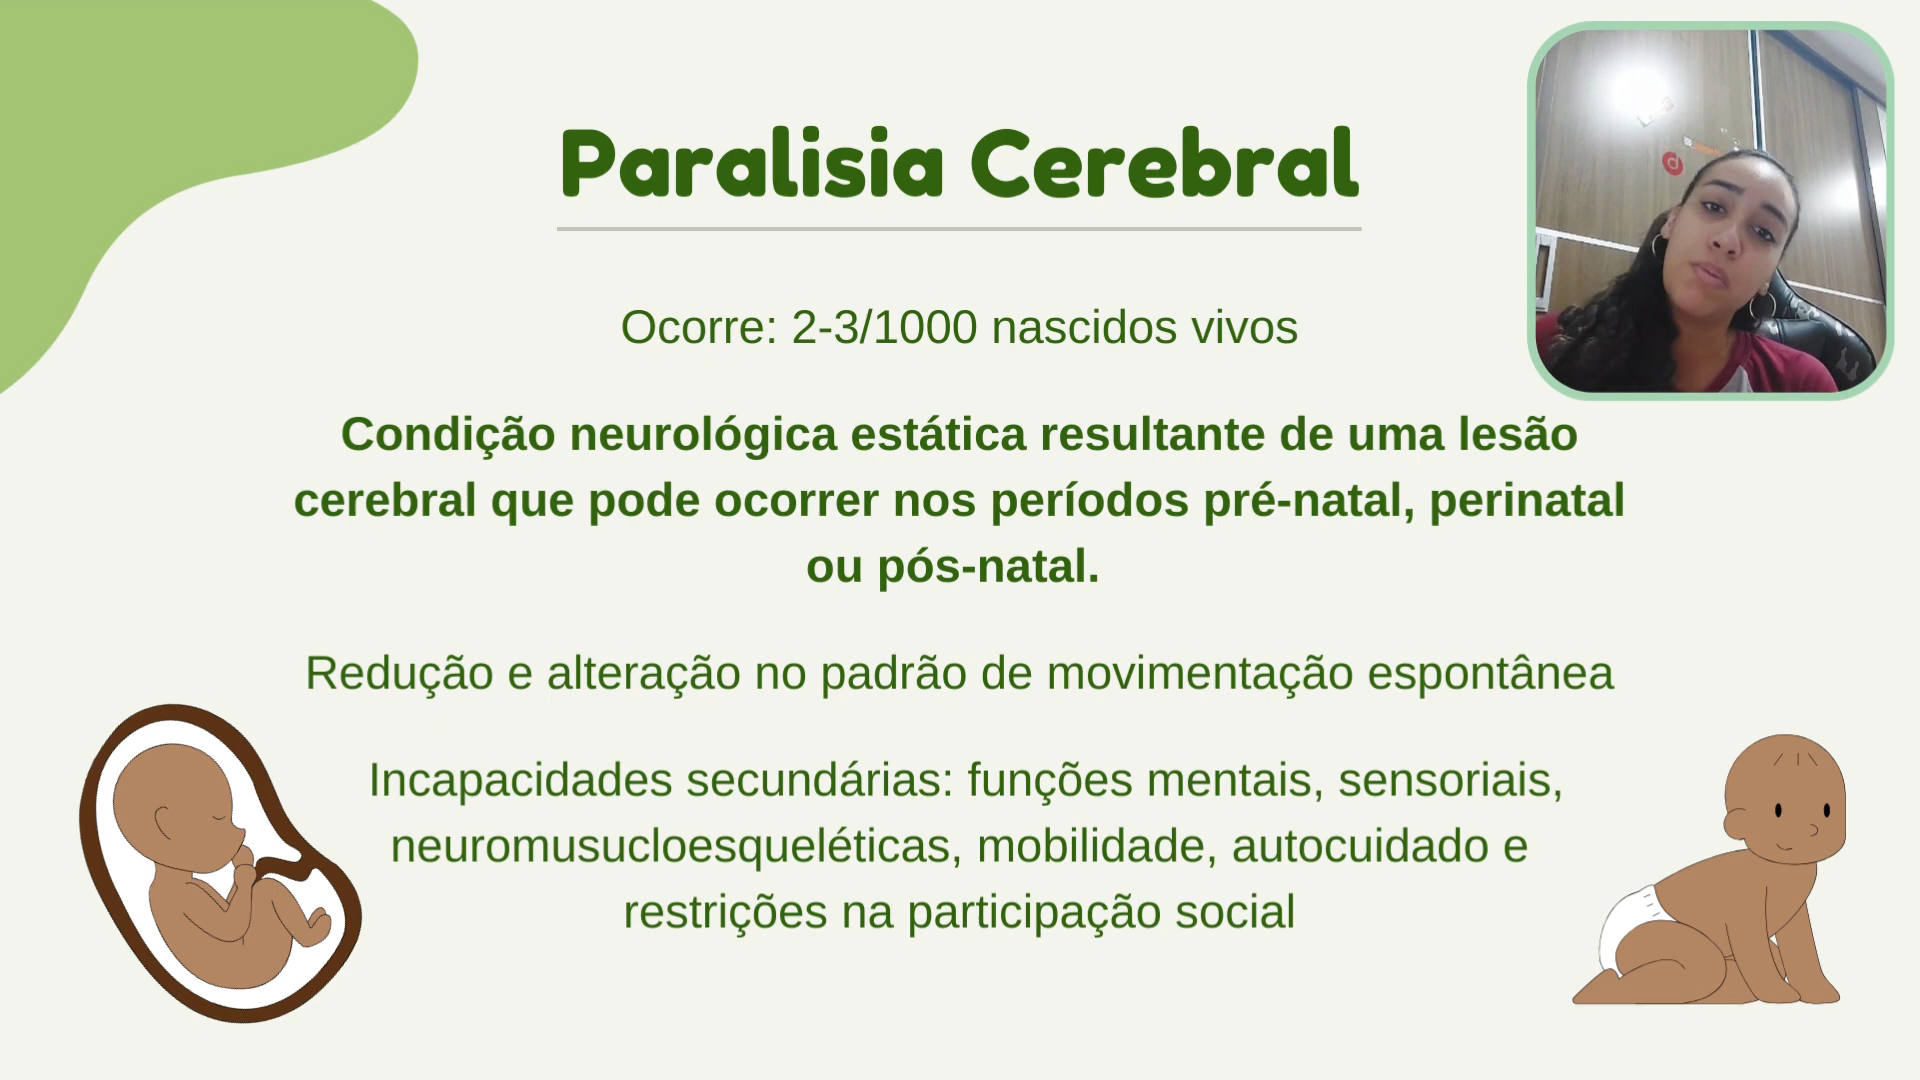 Paralisia Cerebral
Ocorre: 2-3/1000 nascidos vivos
Condição neurológica estática resultante de uma lesão
cerebral que pode ocorrer nos períodos pré-natal, perinatal
ou pós-natal.
Redução e alteração no padrão de movimentação espontânea
Incapacidades secundárias: funções mentais, sensoriais,
neuromusucloesqueléticas, mobilidade, autocuidado e
restrições na participação social